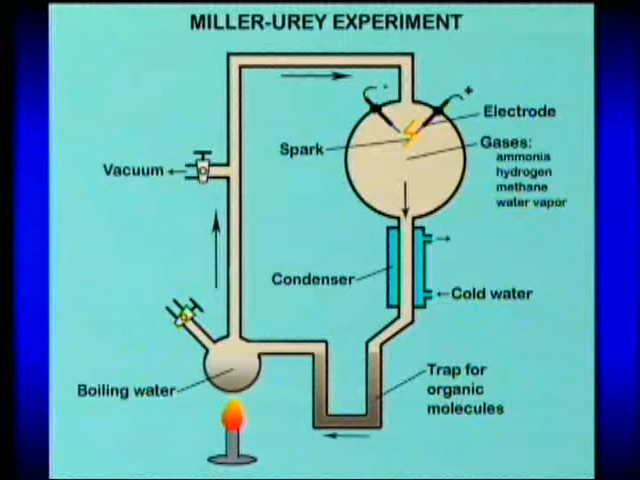 MILLER-UREY EXPERIMENT
- +
Electrode
Spark
Gases:
ammonia
hydrogen
methane
water vapor
Vacuum
Condenser
Cold water
Boiling water
Trap for
organic
molecules